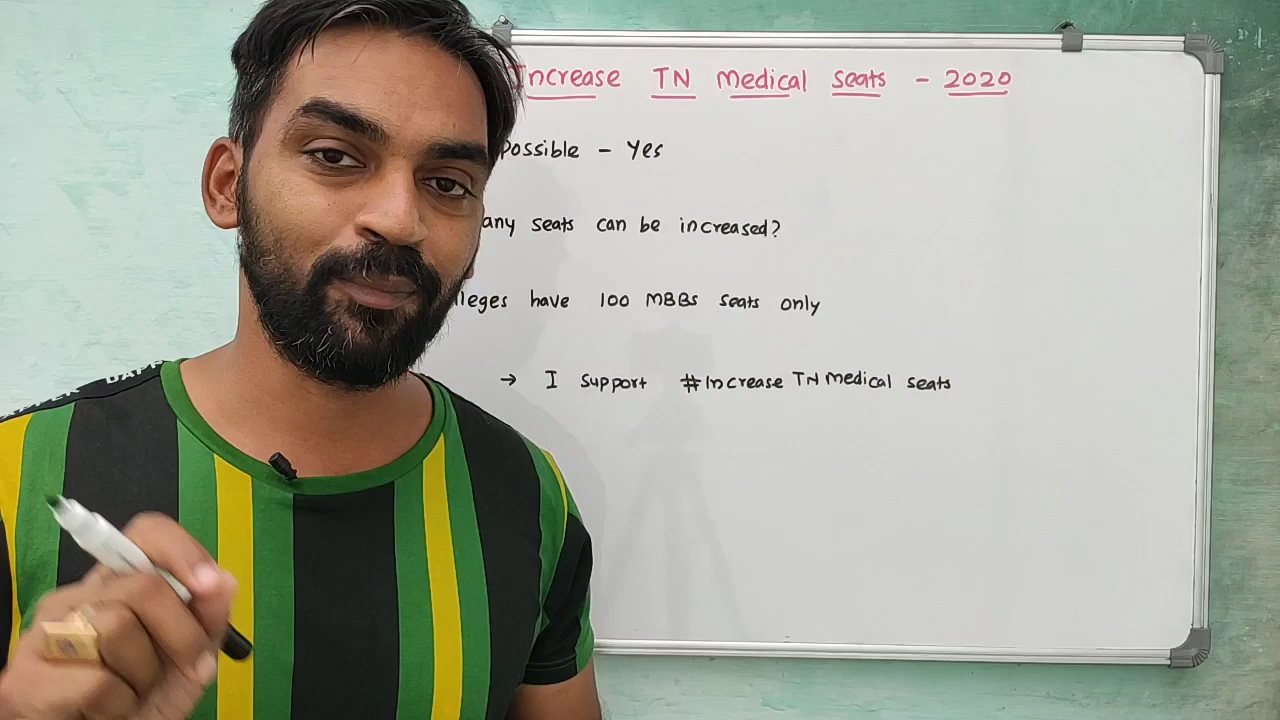 Increase TN Medical Seats - 2020
Possible - Yes
any seats can be increased?
lleges have 100 MBBS seats only
→ I support #Increase TN Medical seats